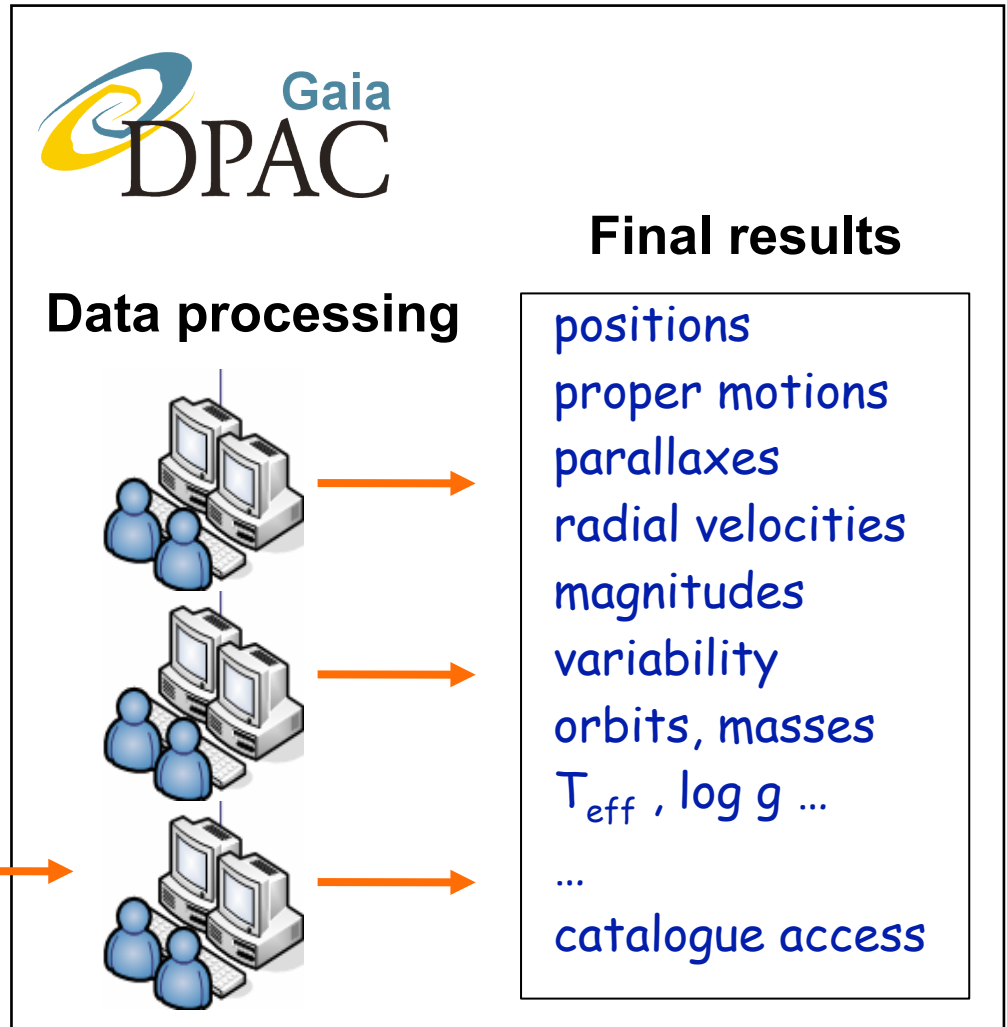 Gaia
DPAC
Final results
Data processing
positions
proper motions
parallaxes
radial velocities
magnitudes
variability
orbits, masses
T_eff , log g ...
...
catalogue access